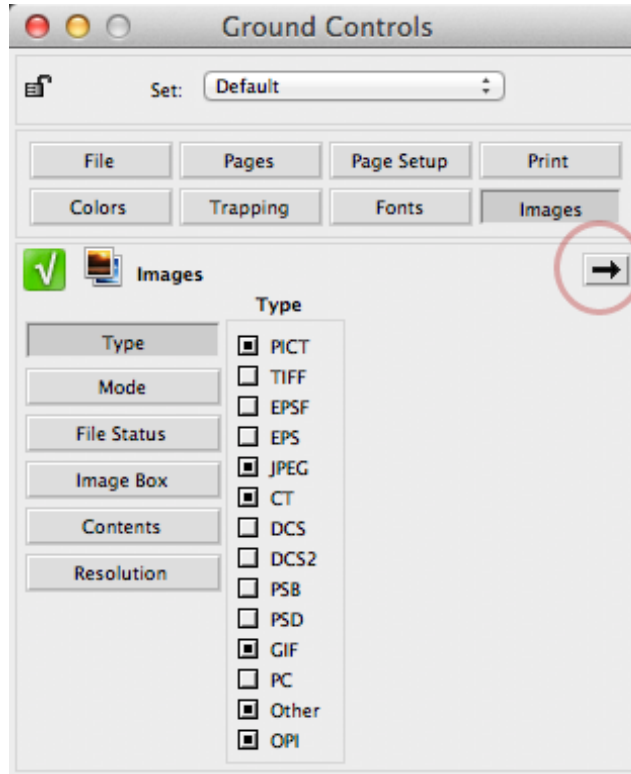 Ground Controls
Set: Default
File Pages Page Setup Print
Colors Trapping Fonts Images
Images
Type
Type
Mode
File Status
Image Box
Contents
Resolution
PICT
TIFF
EPSF
EPS
JPEG
CT
DCS
DCS2
PSB
PSD
GIF
PC
Other
OPI